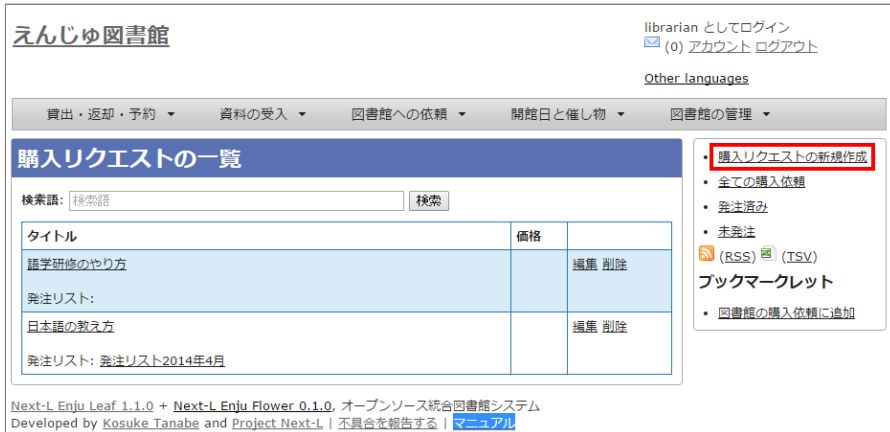 えんじゅ図書館
librarian としてログイン
(0) アカウント ログアウト
Other languages
貸出・返却・予約 ▼ 資料の受入 ▼ 図書館への依頼 ▼ 開館日と催し物 ▼ 図書館の管理 ▼
購入リクエストの一覧
検索語: 検索語 検索
タイトル 価格
語学研修のやり方 編集 削除
発注リスト:
日本語の教え方 編集 削除
発注リスト: 発注リスト2014年4月
• 購入リクエストの新規作成
• 全ての購入依頼
• 発注済み
• 未発注
(RSS) (TSV)
ブックマークレット
• 図書館の購入依頼に追加
Next-L Enju Leaf 1.1.0 + Next-L Enju Flower 0.1.0, オープンソース統合図書館システム
Developed by Kosuke Tanabe and Project Next-L | 不具合を報告する | マニュアル